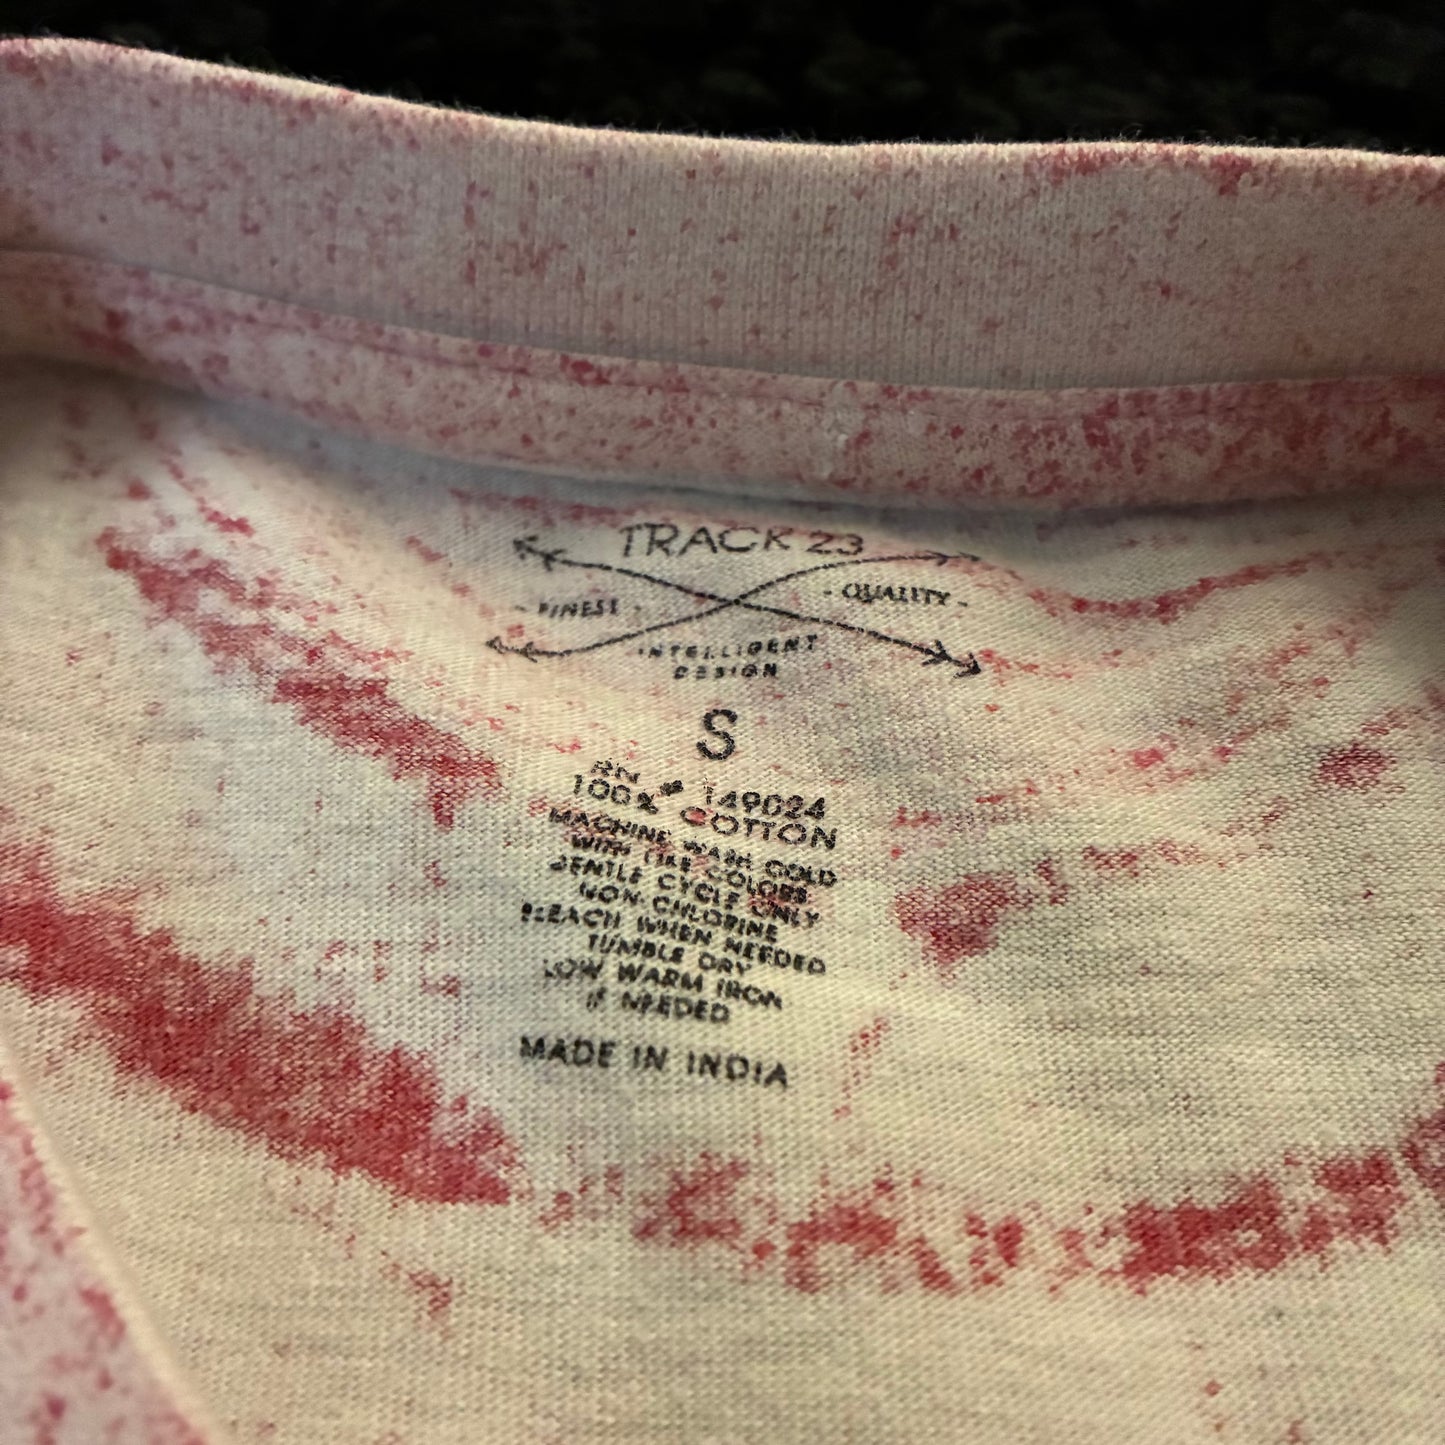 TRACK 23
- FINEST -
- QUALITY -
INTELLIGENT
DESIGN
S
RN # 149024
100% COTTON
MACHINE WASH COLD
WITH LIKE COLORS
GENTLE CYCLE ONLY
NON-CHLORINE
BLEACH WHEN NEEDED
TUMBLE DRY
LOW WARM IRON
IF NEEDED
MADE IN INDIA